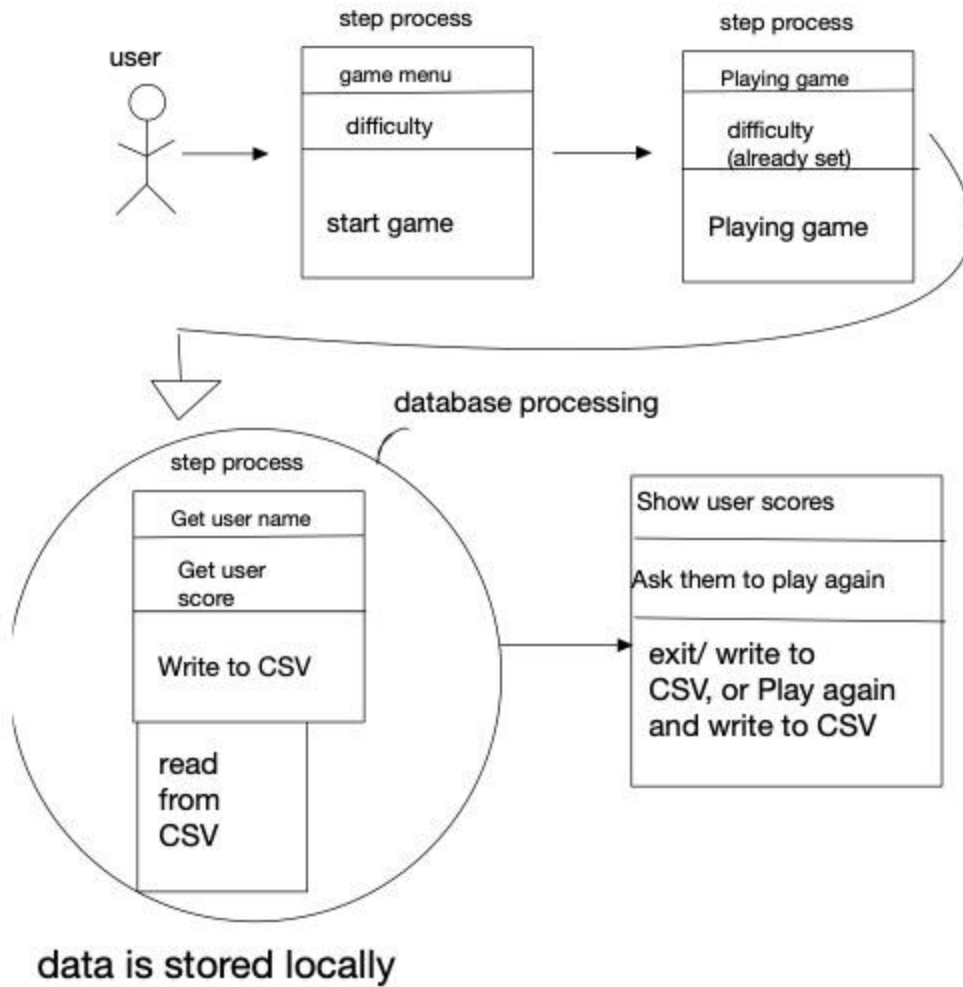 step process
step process
user
game menu
Playing game
difficulty
difficulty
(already set)
start game
Playing game
database processing
step process
Get user name
Get user
score
Write to CSV
read
from
CSV
Show user scores
Ask them to play again
exit/ write to
CSV, or Play again
and write to CSV
data is stored locally